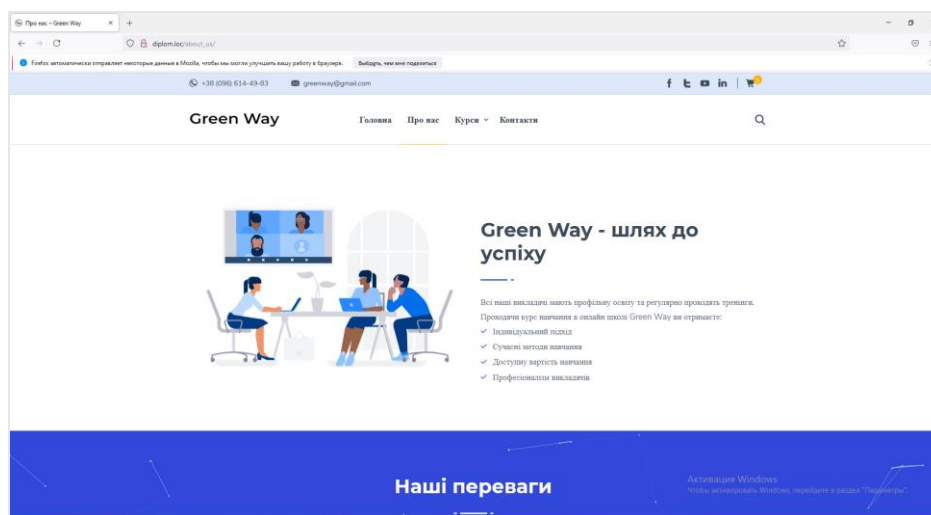 Про нас – Green Way
diplom.loc/about_us/
Firefox автоматически отправляет некоторые данные в Mozilla, чтобы мы могли улучшить вашу работу в браузере. Выбрать, чем мне поделиться
+38 (096) 614-49-83 greenway@gmail.com
Green Way Головна Про нас Курси Контакти
Green Way - шлях до
успіху
Всі наші викладачі мають профільну освіту та регулярно проходять тренінги.
Проходячи курс навчання в онлайн школі Green Way ви отримаєте:
Індивідуальний підхід
Сучасні методи навчання
Доступну вартість навчання
Професіоналізм викладачів
Наші переваги
Активация Windows
Чтобы активировать Windows, перейдите в раздел "Параметры".